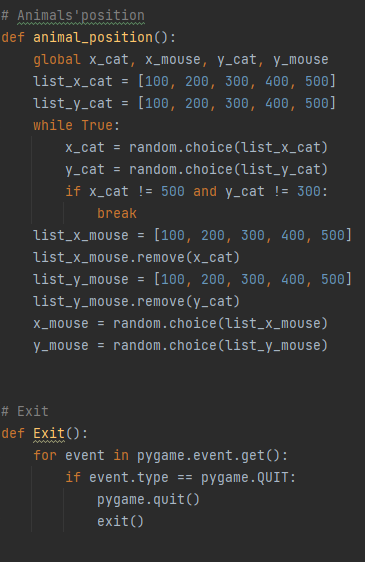 # Animals'position
def animal_position():
    global x_cat, x_mouse, y_cat, y_mouse
    list_x_cat = [100, 200, 300, 400, 500]
    list_y_cat = [100, 200, 300, 400, 500]
    while True:
        x_cat = random.choice(list_x_cat)
        y_cat = random.choice(list_y_cat)
        if x_cat != 500 and y_cat != 300:
            break
    list_x_mouse = [100, 200, 300, 400, 500]
    list_x_mouse.remove(x_cat)
    list_y_mouse = [100, 200, 300, 400, 500]
    list_y_mouse.remove(y_cat)
    x_mouse = random.choice(list_x_mouse)
    y_mouse = random.choice(list_y_mouse)
# Exit
def Exit():
    for event in pygame.event.get():
        if event.type == pygame.QUIT:
            pygame.quit()
            exit()